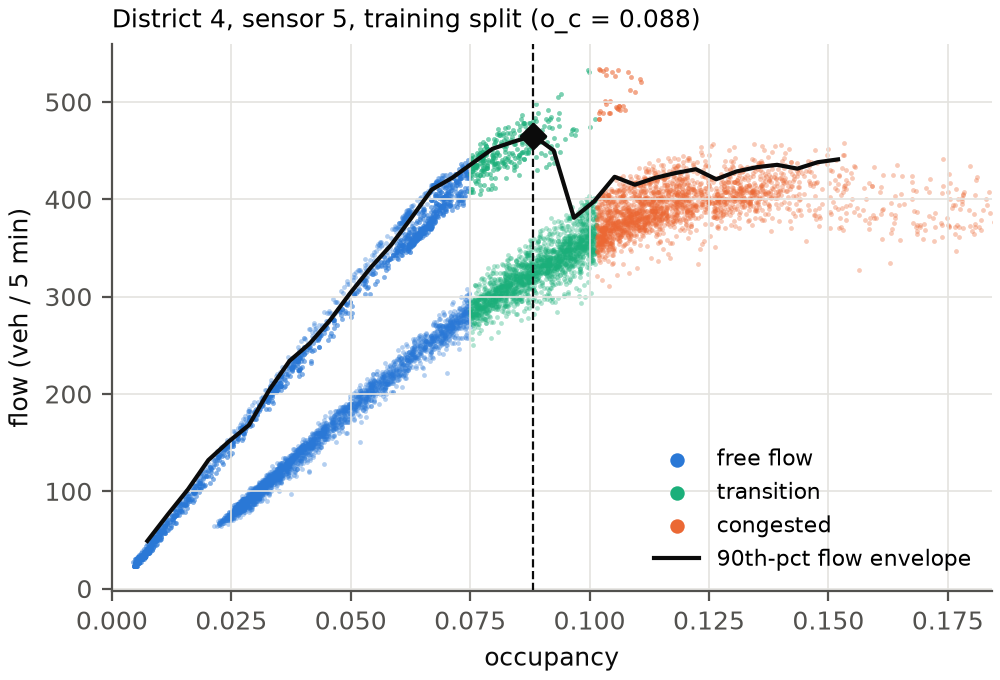 District 4, sensor 5, training split (o_c = 0.088)
flow (veh / 5 min)
500
400
300
200
100
0
free flow
transition
congested
90th-pct flow envelope
0.000 0.025 0.050 0.075 0.100 0.125 0.150 0.175
occupancy